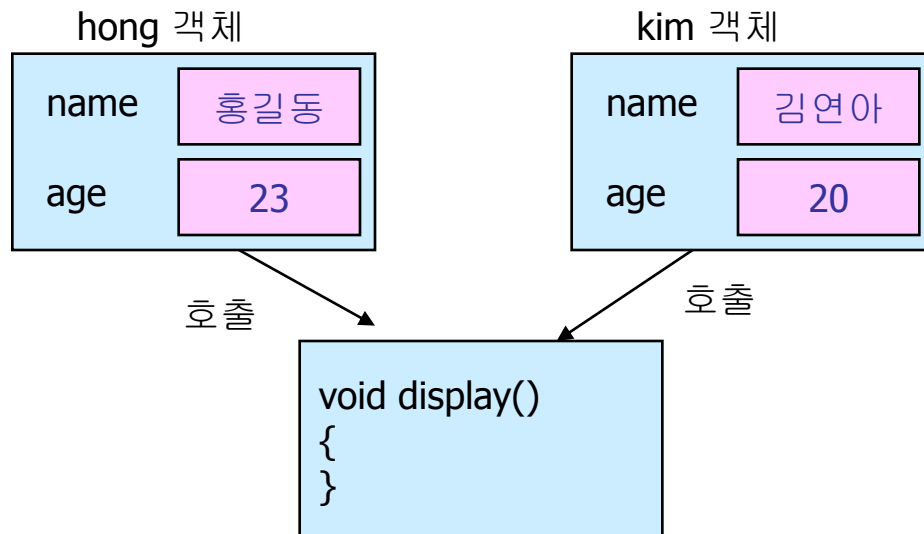 hong 객체
name 홍길동
age 23
kim 객체
name 김연아
age 20
호출
호출
void display()
{
}